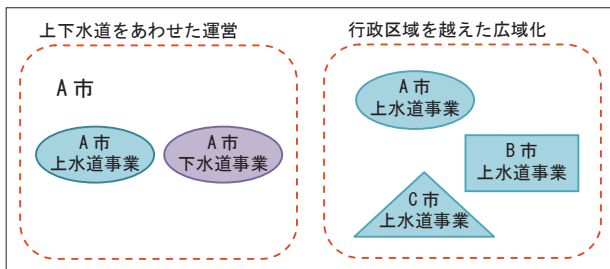 上下水道をあわせた運営
A市
A市
上水道事業
A市
下水道事業
行政区域を越えた広域化
A市
上水道事業
B市
上水道事業
C市
上水道事業